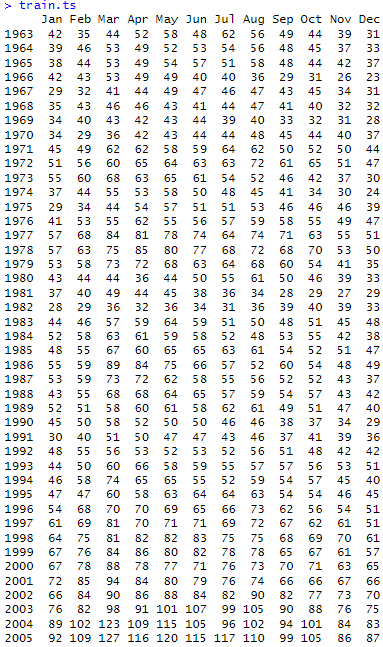 > train.ts
Jan Feb Mar Apr May Jun Jul Aug Sep Oct Nov Dec
1963 42 35 44 52 58 48 62 56 49 44 39 31
1964 39 46 53 49 52 53 54 56 48 45 37 33
1965 38 44 53 49 54 57 51 58 48 44 42 37
1966 42 43 53 49 49 40 40 36 29 31 26 23
1967 29 32 41 44 49 47 46 47 43 45 34 31
1968 35 43 46 46 43 41 44 47 41 40 32 32
1969 34 40 43 42 43 44 39 40 33 32 31 28
1970 34 29 36 42 43 44 44 48 45 44 40 37
1971 45 49 62 62 58 59 64 62 50 52 50 44
1972 51 56 60 65 64 63 63 72 61 65 51 47
1973 55 60 68 63 65 61 54 52 46 42 37 30
1974 37 44 55 53 58 50 48 45 41 34 30 24
1975 29 34 44 54 57 51 51 53 46 46 46 39
1976 41 53 55 62 55 56 57 59 58 55 49 47
1977 57 68 84 81 78 74 64 74 71 63 55 51
1978 57 63 75 85 80 77 68 72 68 70 53 50
1979 53 58 73 72 68 63 64 68 60 54 41 35
1980 43 44 44 36 44 50 55 61 50 46 39 33
1981 37 40 49 44 45 38 36 34 28 29 27 29
1982 28 29 36 32 36 34 31 36 39 40 39 33
1983 44 46 57 59 64 59 51 50 48 51 45 48
1984 52 58 63 61 59 58 52 48 53 55 42 38
1985 48 55 67 60 65 65 63 61 54 52 51 47
1986 55 59 89 84 75 66 57 52 60 54 48 49
1987 53 59 73 72 62 58 55 56 52 52 43 37
1988 43 55 68 68 64 65 57 59 54 57 43 42
1989 52 51 58 60 61 58 62 61 49 51 47 40
1990 45 50 58 52 50 50 46 46 38 37 34 29
1991 30 40 51 50 47 47 43 46 37 41 39 36
1992 48 55 56 53 52 53 52 56 51 48 42 42
1993 44 50 60 66 58 59 55 57 57 56 53 51
1994 46 58 74 65 65 55 52 59 54 57 45 40
1995 47 47 60 58 63 64 64 63 54 54 46 45
1996 54 68 70 70 69 65 66 73 62 56 54 51
1997 61 69 81 70 71 71 69 72 67 62 61 51
1998 64 75 81 82 82 83 75 75 68 69 70 61
1999 67 76 84 86 80 82 78 78 65 67 61 57
2000 67 78 88 78 77 71 76 73 70 71 63 65
2001 72 85 94 84 80 79 76 74 66 66 67 66
2002 66 84 90 86 88 84 82 90 82 77 73 70
2003 76 82 98 91 101 107 99 105 90 88 76 75
2004 89 102 123 109 115 105 96 102 94 101 84 83
2005 92 109 127 116 120 115 117 110 99 105 86 87